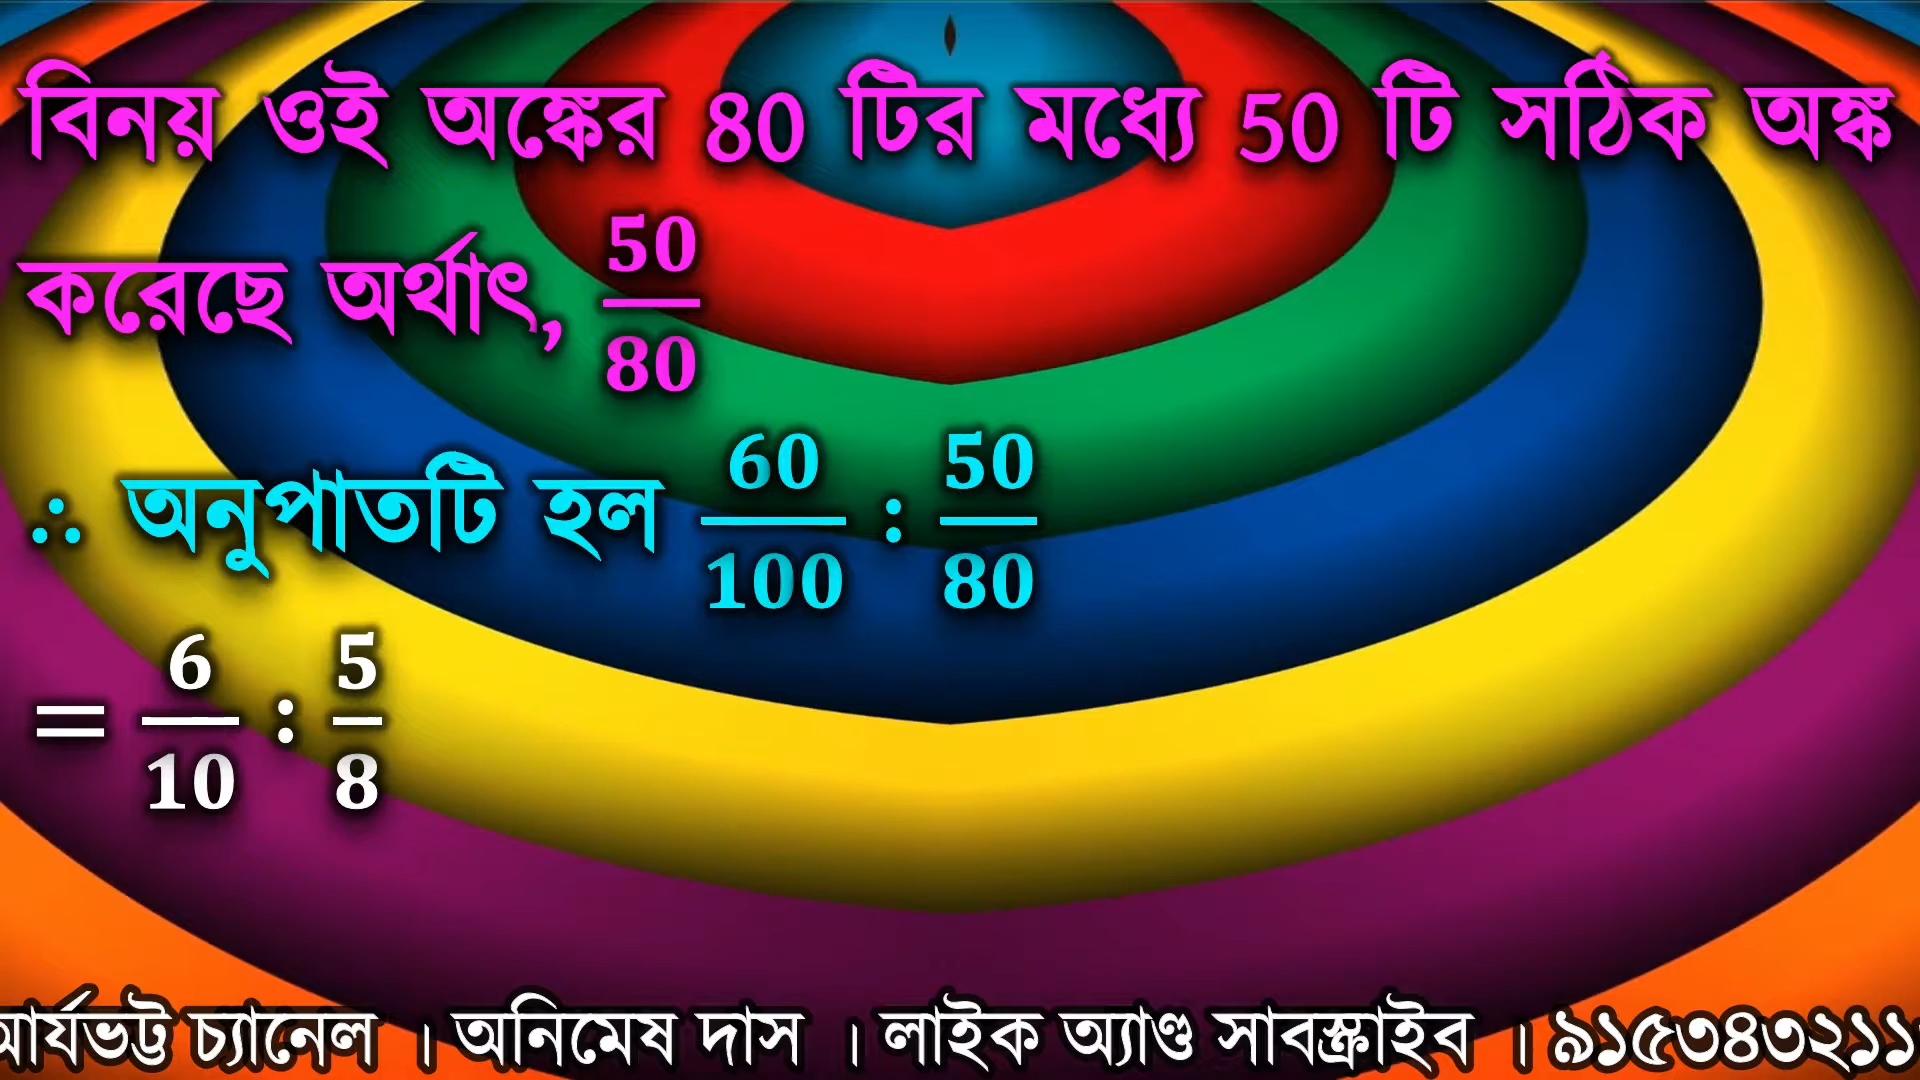 বিনয় ওই অঙ্কের 80 টির মধ্যে 50 টি সঠিক অঙ্ক
করেছে অর্থাৎ, 50/80
∴ অনুপাতটি হল 60/100 : 50/80
= 6/10 : 5/8
আর্যভট্ট চ্যানেল । অনিমেষ দাস । লাইক অ্যাণ্ড সাবস্ক্রাইব ।